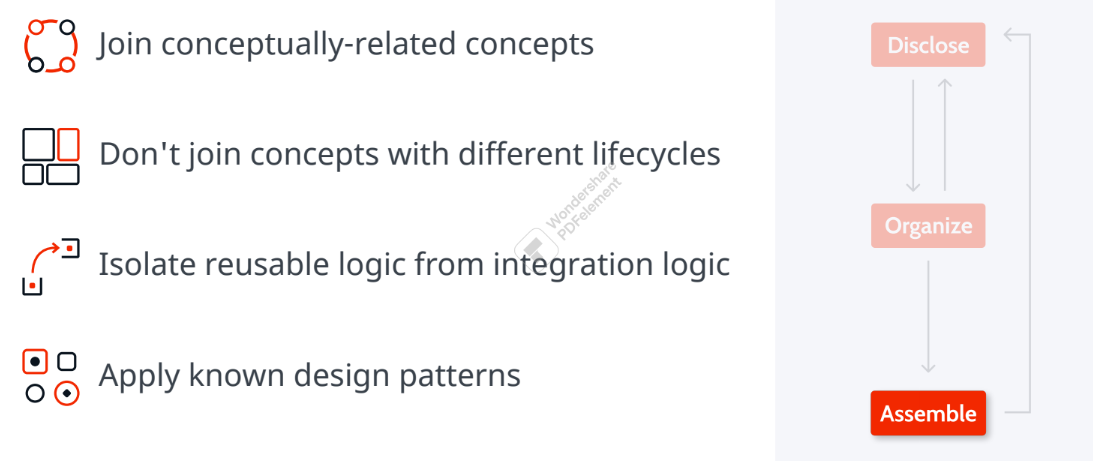 Join conceptually-related concepts
Don't join concepts with different lifecycles
Isolate reusable logic from integration logic
Apply known design patterns
Wondershare
PDFelement
Disclose
Organize
Assemble